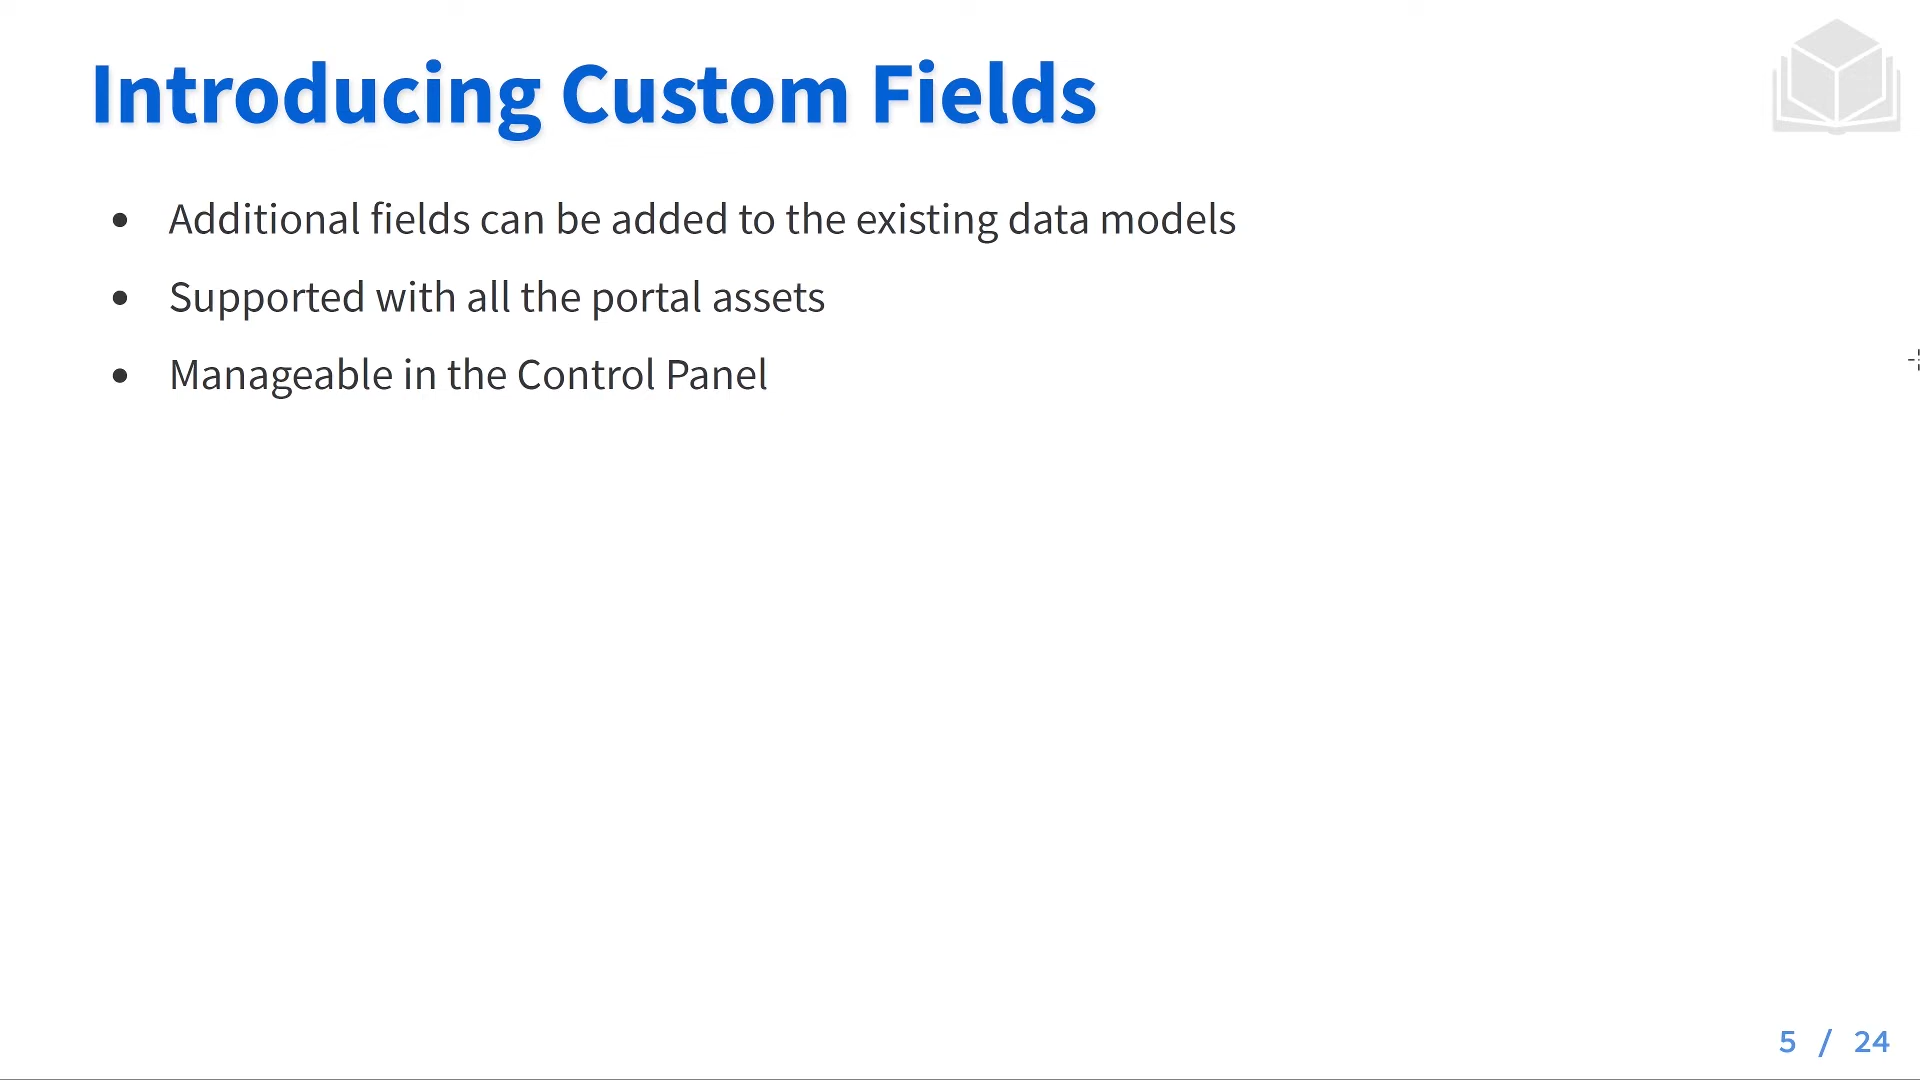 Introducing Custom Fields
• Additional fields can be added to the existing data models
• Supported with all the portal assets
• Manageable in the Control Panel
5 / 24